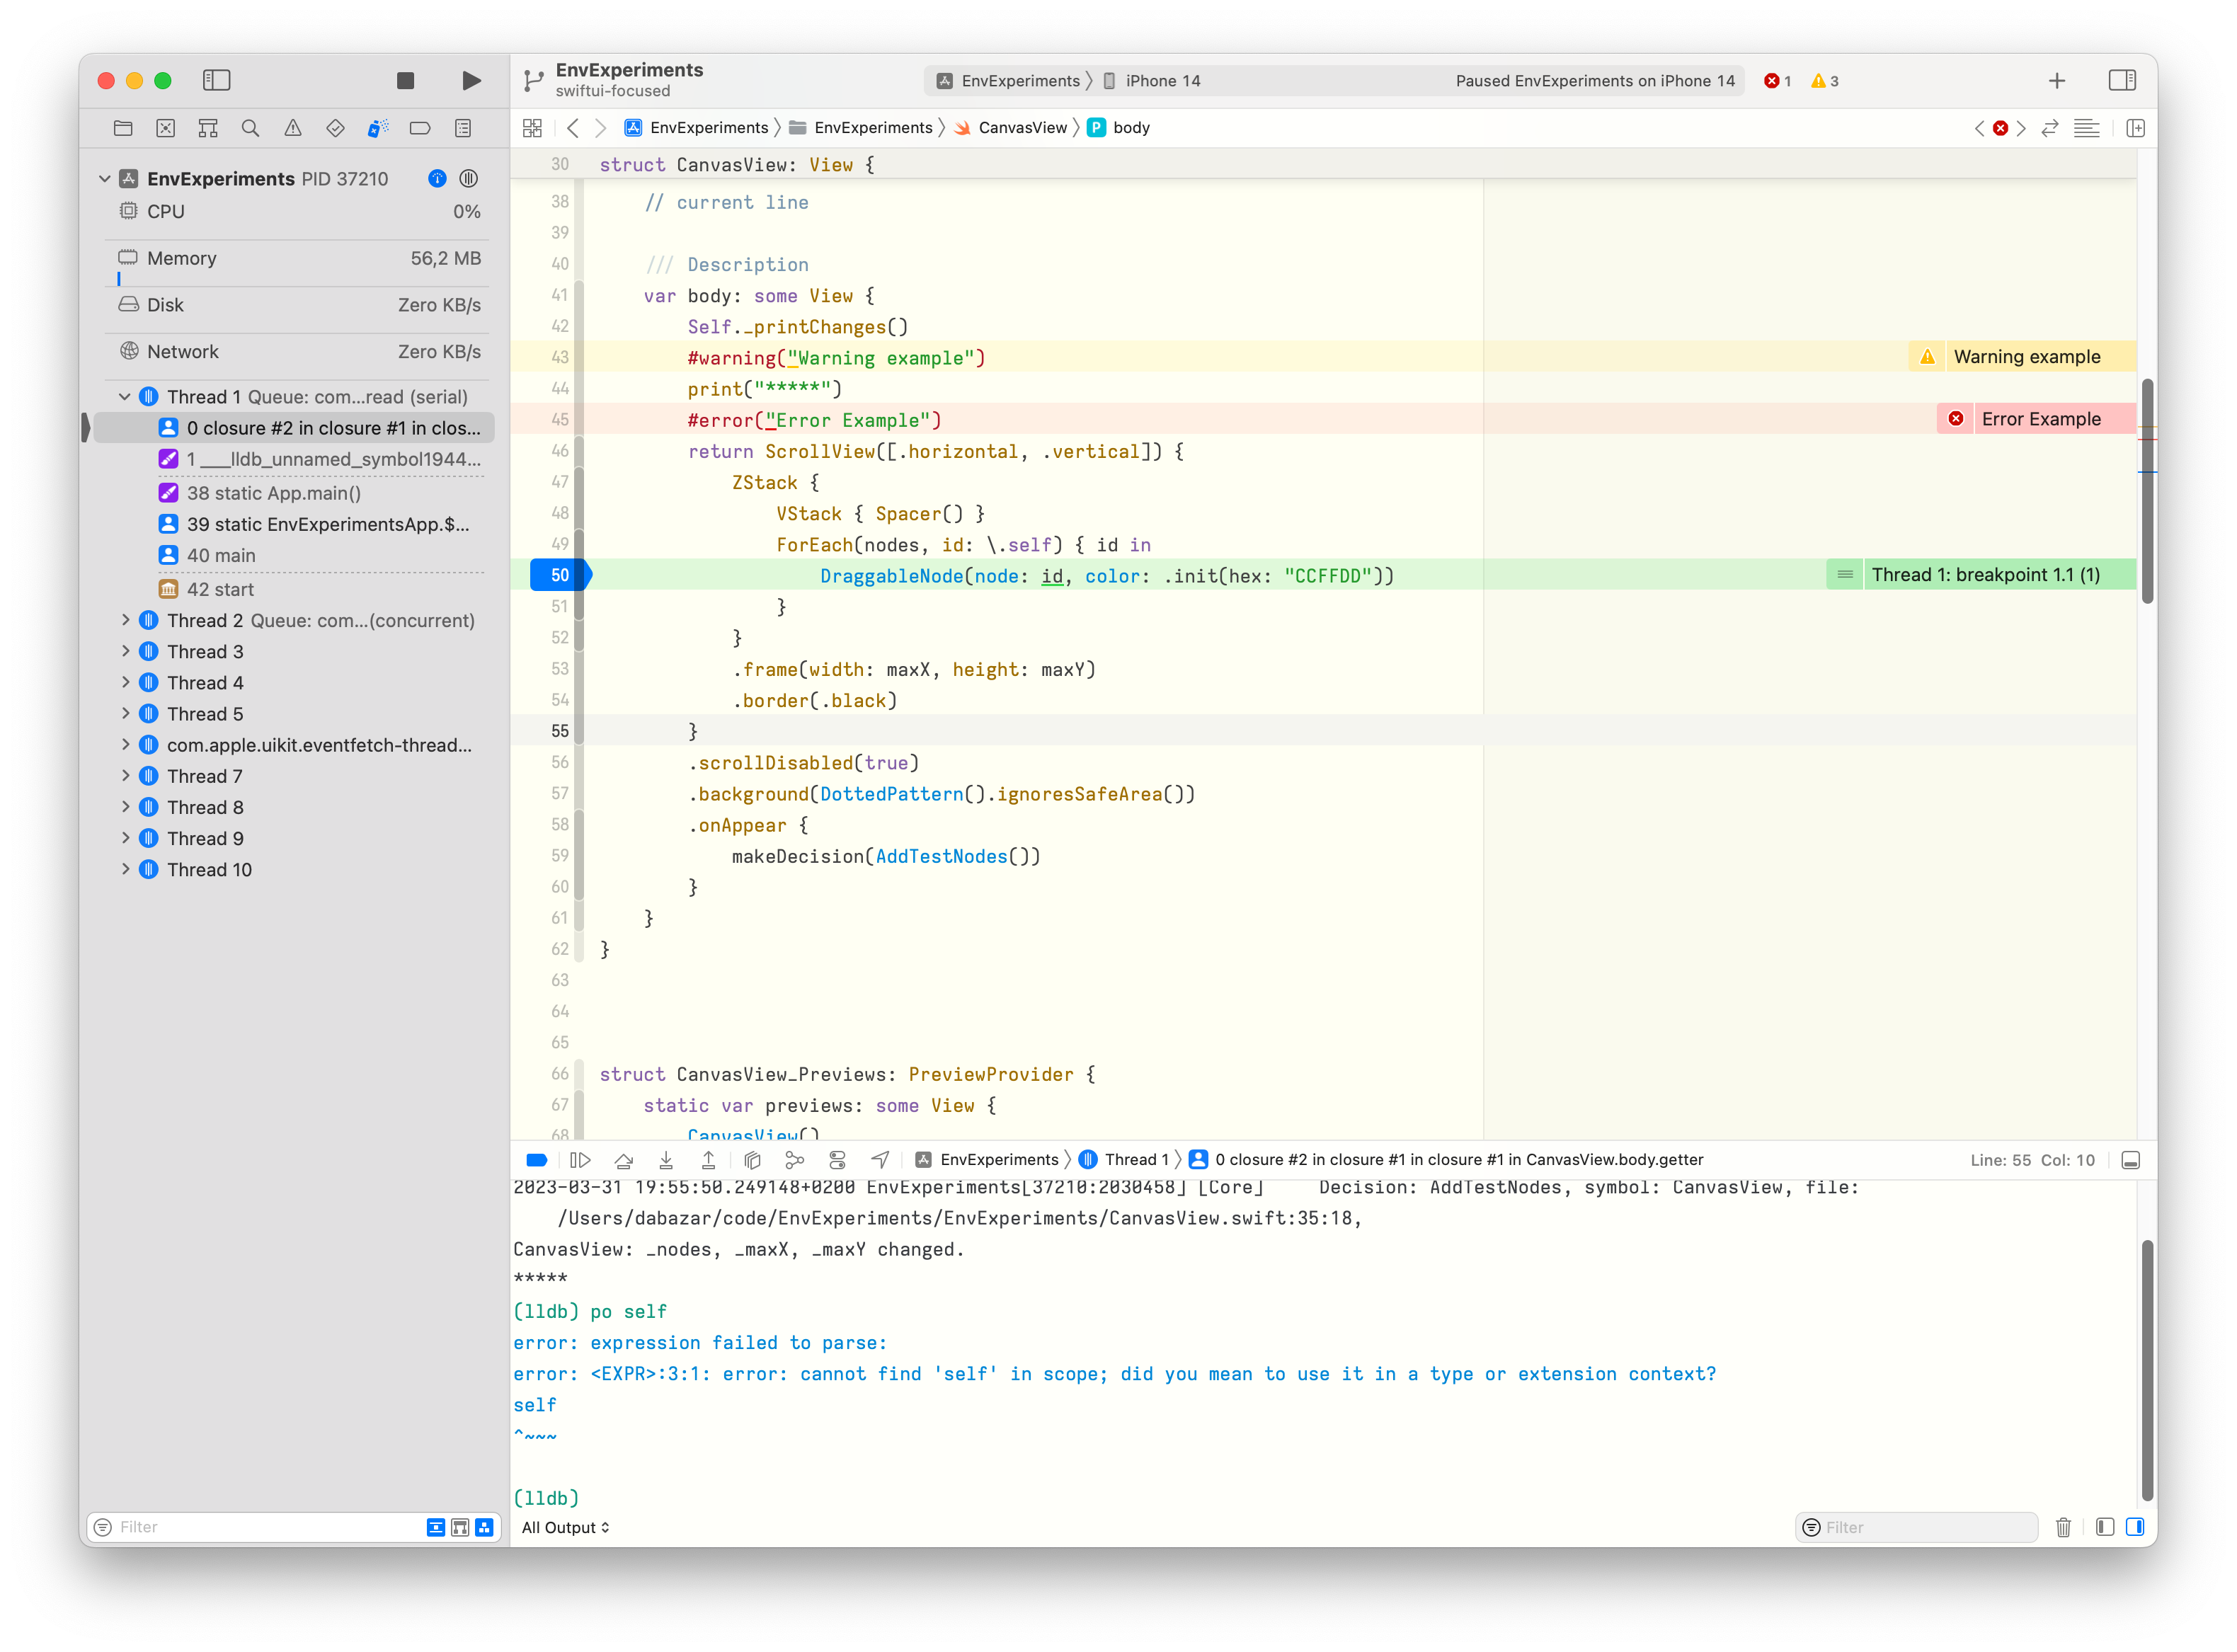 EnvExperiments
swiftui-focused
EnvExperiments 〉 iPhone 14
Paused EnvExperiments on iPhone 14
1
3
EnvExperiments 〉 EnvExperiments 〉 CanvasView 〉 P body
EnvExperiments PID 37210
CPU 0%
Memory 56,2 MB
Disk Zero KB/s
Network Zero KB/s
Thread 1 Queue: com...read (serial)
0 closure #2 in closure #1 in clos...
1 ___lldb_unnamed_symbol1944...
38 static App.main()
39 static EnvExperimentsApp.$...
40 main
42 start
Thread 2 Queue: com...(concurrent)
Thread 3
Thread 4
Thread 5
com.apple.uikit.eventfetch-thread...
Thread 7
Thread 8
Thread 9
Thread 10
Filter
30 struct CanvasView: View {
38 // current line
39
40 /// Description
41 var body: some View {
42 Self._printChanges()
43 #warning("Warning example") Warning example
44 print("*****")
45 #error("Error Example") Error Example
46 return ScrollView([.horizontal, .vertical]) {
47 ZStack {
48 VStack { Spacer() }
49 ForEach(nodes, id: \.self) { id in
50 DraggableNode(node: id, color: .init(hex: "CCFFDD")) Thread 1: breakpoint 1.1 (1)
51 }
52 }
53 .frame(width: maxX, height: maxY)
54 .border(.black)
55 }
56 .scrollDisabled(true)
57 .background(DottedPattern().ignoresSafeArea())
58 .onAppear {
59 makeDecision(AddTestNodes())
60 }
61 }
62 }
63
64
65
66 struct CanvasView_Previews: PreviewProvider {
67 static var previews: some View {
68 CanvasView()
EnvExperiments 〉 Thread 1 〉 0 closure #2 in closure #1 in closure #1 in CanvasView.body.getter
Line: 55 Col: 10
2023-03-31 19:55:50.249148+0200 EnvExperiments[37210:2030458] [Core] Decision: AddTestNodes, symbol: CanvasView, file:
/Users/dabazar/code/EnvExperiments/EnvExperiments/CanvasView.swift:35:18,
CanvasView: _nodes, _maxX, _maxY changed.
*****
(lldb) po self
error: expression failed to parse:
error: <EXPR>:3:1: error: cannot find 'self' in scope; did you mean to use it in a type or extension context?
self
^~~~
(lldb)
All Output
Filter